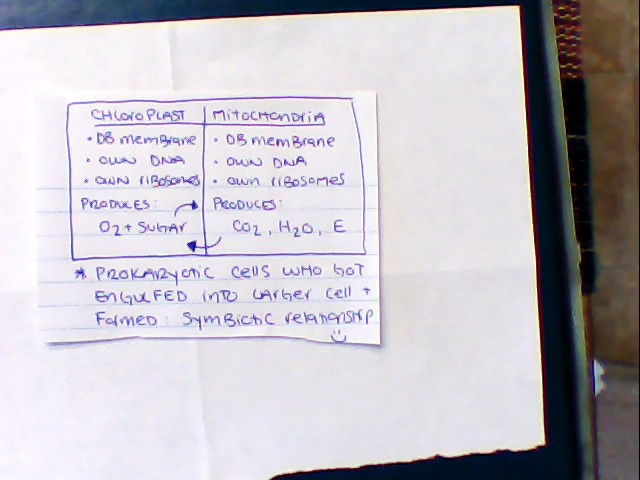 CHLOROPLAST
• DB MEMBRANE
• OWN DNA
• OWN RIBOSOMES
PRODUCES:
O2 + SUGAR
MITOCHONDRIA
• DB MEMBRANE
• OWN DNA
• OWN RIBOSOMES
PRODUCES:
CO2, H2O, E
* PROKARYOTIC CELLS WHO GOT
ENGULFED INTO LARGER CELL +
FORMED: SYMBIOTIC RELATIONSHIP